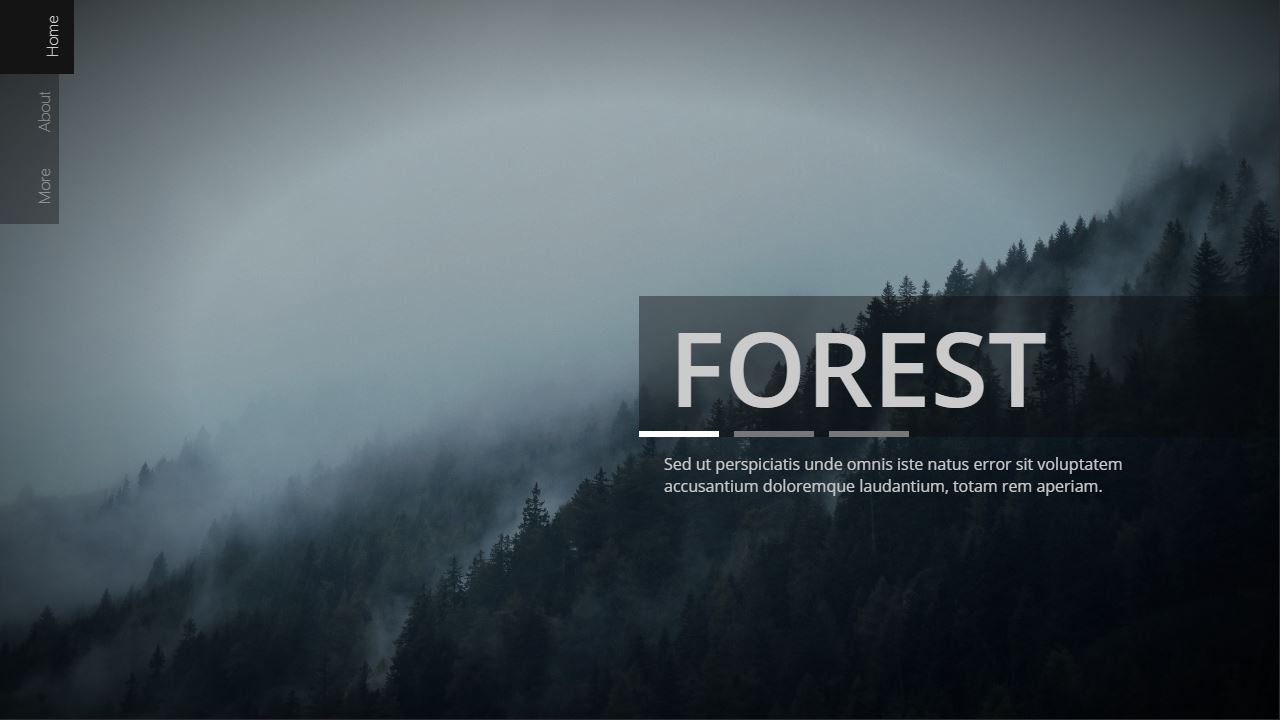 Home
About
More
FOREST
Sed ut perspiciatis unde omnis iste natus error sit voluptatem
accusantium doloremque laudantium, totam rem aperiam.